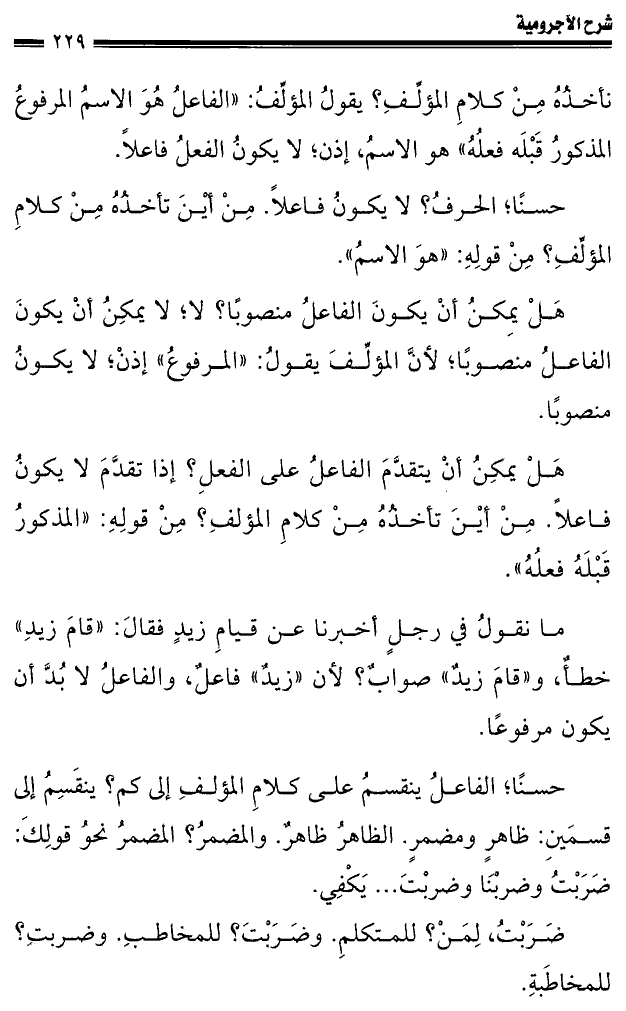 شرح الآجرومية
٢٢٩
نأخذُهُ مِنْ كلامِ المؤلِّفِ؟ يقولُ المؤلِّفُ: «الفاعلُ هُوَ الاسمُ المرفوعُ
المذكورُ قَبْلَه فعلُهُ» هو الاسمُ، إذن؛ لا يكونُ الفعلُ فاعلاً.
حسنًا؛ الحرفُ؟ لا يكونُ فاعلاً. مِنْ أيْنَ تأخذُهُ مِنْ كلامِ
المؤلِّفِ؟ مِنْ قولِهِ: «هوَ الاسمُ».
هَلْ يمكنُ أنْ يكونَ الفاعلُ منصوبًا؟ لا؛ لا يمكِنُ أنْ يكونَ
الفاعلُ منصوبًا؛ لأنَّ المؤلِّفَ يقولُ: «المرفوعُ» إذنْ؛ لا يكونُ
منصوبًا.
هَلْ يمكِنُ أنْ يتقدَّمَ الفاعلُ على الفعلِ؟ إذا تقدَّمَ لا يكونُ
فاعلاً. مِنْ أيْنَ تأخذُهُ مِنْ كلامِ المؤلفِ؟ مِنْ قولِهِ: «المذكورُ
قَبْلَهُ فعلُهُ».
ما نقولُ في رجلٍ أخبرنا عن قيامِ زيدٍ فقالَ: «قامَ زيدٍ»
خطأٌ، و«قامَ زيدٌ» صوابٌ؟ لأن «زيدٌ» فاعلٌ، والفاعلُ لا بُدَّ أن
يكون مرفوعًا.
حسنًا؛ الفاعلُ ينقسمُ على كلامِ المؤلفِ إلى كم؟ ينقَسِمُ إلى
قسمَينِ: ظاهرٍ ومضمرٍ. الظاهرُ ظاهرٌ. والمضمرُ؟ المضمرُ نحوُ قولِكَ:
ضَرَبْتُ وضربْنَا وضربْتَ... يَكْفِي.
ضَرَبْتُ، لِمَنْ؟ للمتكلمِ. وضَرَبْتَ؟ للمخاطبِ. وضربتِ؟
للمخاطَبةِ.